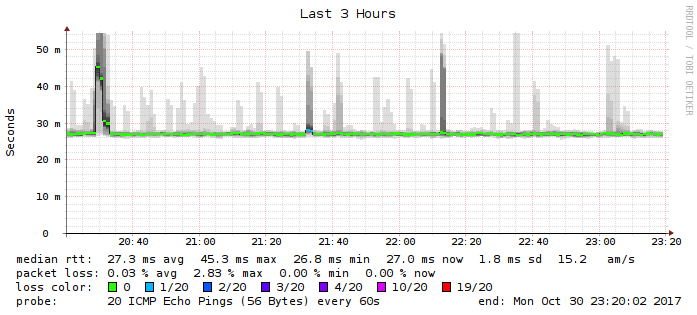 Last 3 Hours
RRDTOOL / TOBI OETIKER
Seconds
50 m
40 m
30 m
20 m
10 m
0
20:40 21:00 21:20 21:40 22:00 22:20 22:40 23:00 23:20
median rtt: 27.3 ms avg 45.3 ms max 26.8 ms min 27.0 ms now 1.8 ms sd 15.2 am/s
packet loss: 0.03 % avg 2.83 % max 0.00 % min 0.00 % now
loss color: 0 1/20 2/20 3/20 4/20 10/20 19/20
probe: 20 ICMP Echo Pings (56 Bytes) every 60s end: Mon Oct 30 23:20:02 2017